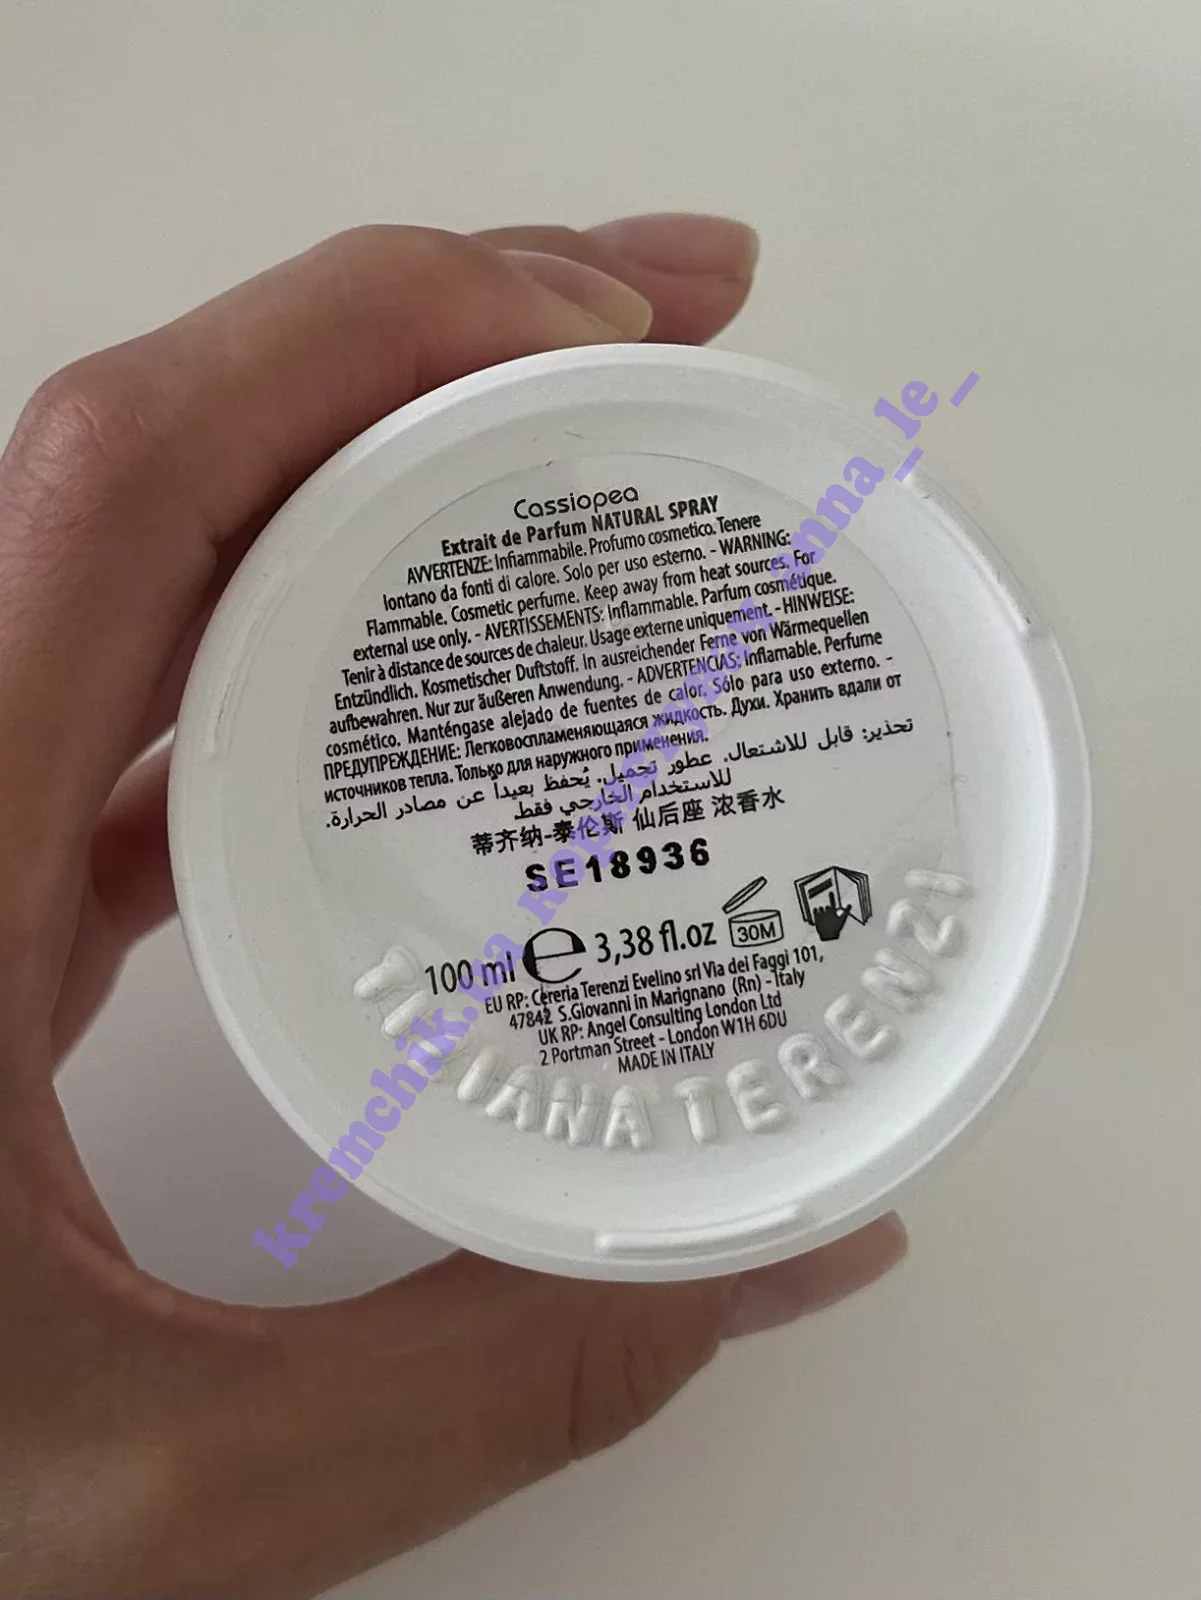 Cassiopea
Extrait de Parfum NATURAL SPRAY
AVVERTENZE: Infiammabile. Profumo cosmetico. Tenere
lontano da fonti di calore. Solo per uso esterno. - WARNING:
Flammable. Cosmetic perfume. Keep away from heat sources. For
external use only. - AVERTISSEMENTS: Inflammable. Parfum cosmétique.
Tenir à distance de sources de chaleur. Usage externe uniquement. - HINWEISE:
Entzündlich. Kosmetischer Duftstoff. In ausreichender Ferne von Wärmequellen
aufbewahren. Nur zur äußeren Anwendung. - ADVERTENCIAS: Inflamable. Perfume
cosmético. Manténgase alejado de fuentes de calor. Sólo para uso externo. -
ПРЕДУПРЕЖДЕНИЕ: Легковоспламеняющаяся жидкость. Духи. Хранить вдали от
источников тепла. Только для наружного применения.
تحذير: قابل للاشتعال. عطور تجميل. يُحفظ بعيداً عن مصادر الحرارة.
للاستخدام الخارجي فقط
蒂齐纳-泰伦斯 仙后座 浓香水
SE18936
100 ml e 3,38 fl.oz 30M
EU RP: Cereria Terenzi Evelino srl Via dei Faggi 101,
47842 S.Giovanni in Marignano (Rn) - Italy
UK RP: Angel Consulting London Ltd
2 Portman Street - London W1H 6DU
MADE IN ITALY
TIZIANA TERENZI